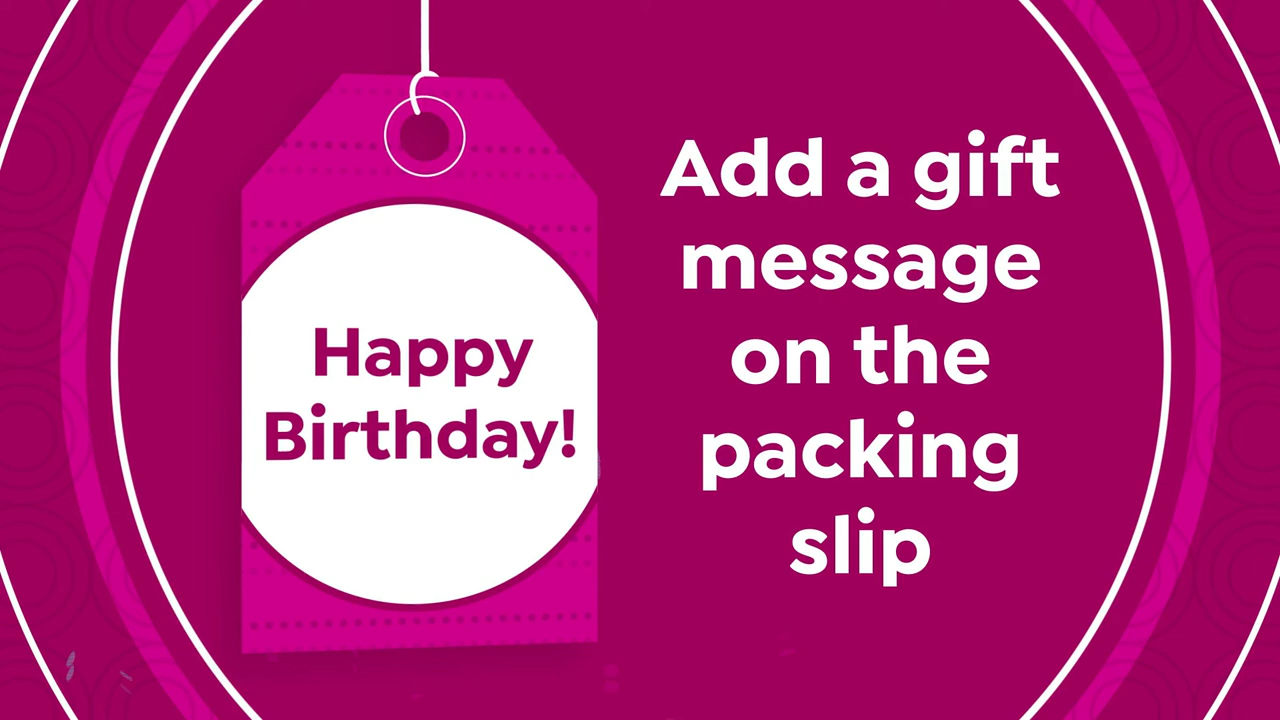 Happy
Birthday!
Add a gift
message
on the
packing
slip